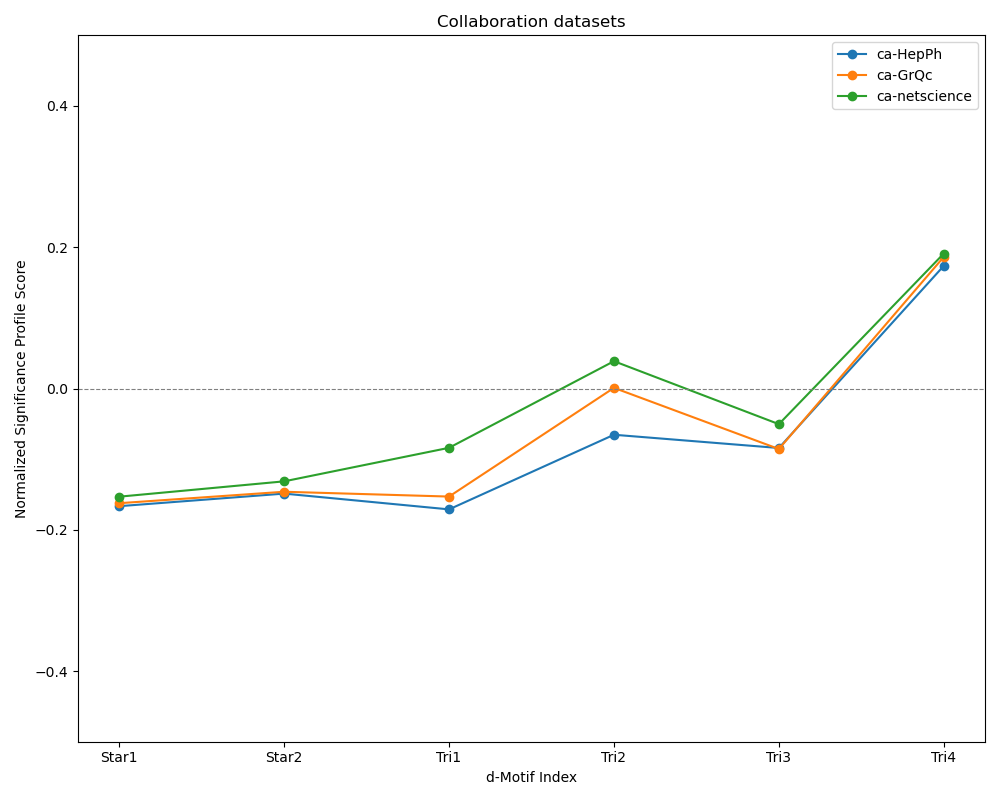 Collaboration datasets
ca-HepPh
ca-GrQc
ca-netscience
Normalized Significance Profile Score
0.4
0.2
0.0
−0.2
−0.4
Star1 Star2 Tri1 Tri2 Tri3 Tri4
d-Motif Index